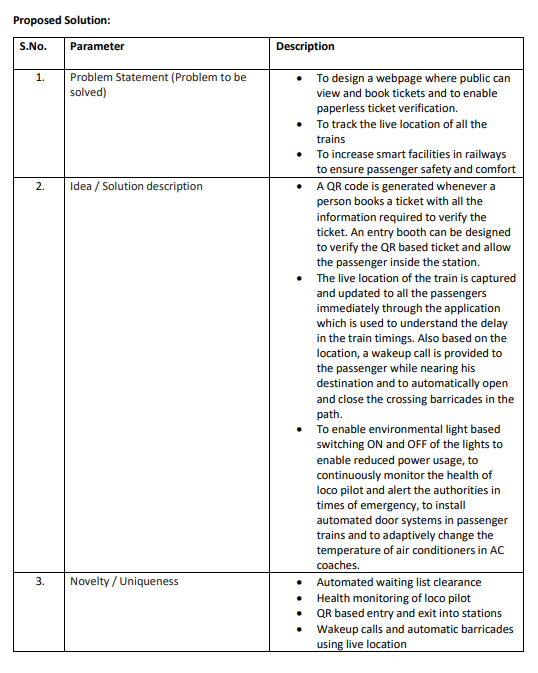 Proposed Solution:
S.No. Parameter Description
1. Problem Statement (Problem to be
solved)
• To design a webpage where public can
view and book tickets and to enable
paperless ticket verification.
• To track the live location of all the
trains
• To increase smart facilities in railways
to ensure passenger safety and comfort
2. Idea / Solution description
• A QR code is generated whenever a
person books a ticket with all the
information required to verify the
ticket. An entry booth can be designed
to verify the QR based ticket and allow
the passenger inside the station.
• The live location of the train is captured
and updated to all the passengers
immediately through the application
which is used to understand the delay
in the train timings. Also based on the
location, a wakeup call is provided to
the passenger while nearing his
destination and to automatically open
and close the crossing barricades in the
path.
• To enable environmental light based
switching ON and OFF of the lights to
enable reduced power usage, to
continuously monitor the health of
loco pilot and alert the authorities in
times of emergency, to install
automated door systems in passenger
trains and to adaptively change the
temperature of air conditioners in AC
coaches.
3. Novelty / Uniqueness
• Automated waiting list clearance
• Health monitoring of loco pilot
• QR based entry and exit into stations
• Wakeup calls and automatic barricades
using live location